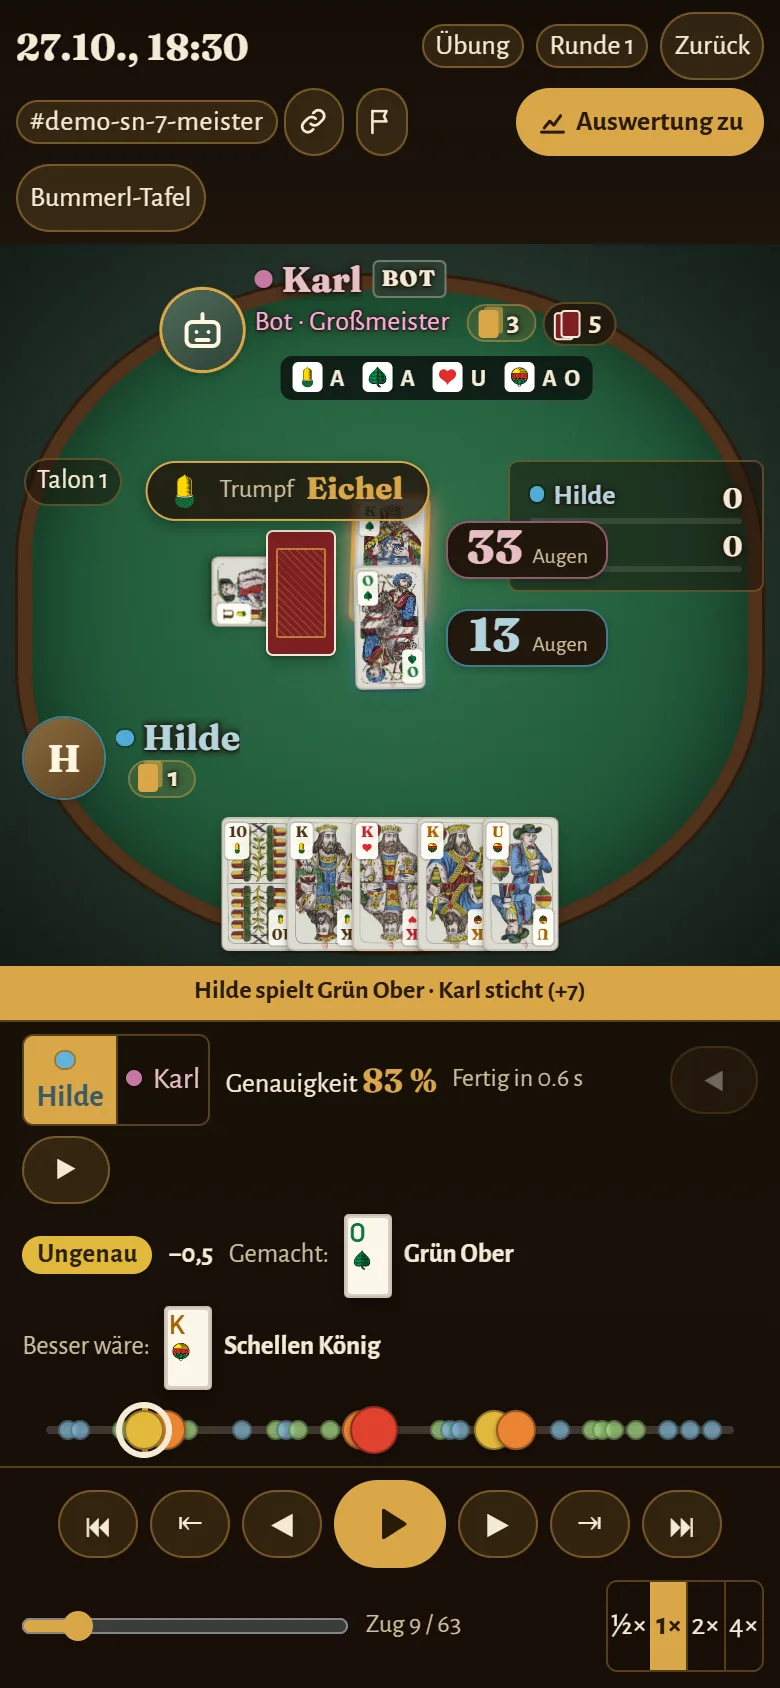 27.10., 18:30
Übung
Runde 1
Zurück
#demo-sn-7-meister
Auswertung zu
Bummerl-Tafel
Karl BOT
Bot · Großmeister
3
5
A A U A O
Talon 1
Trumpf Eichel
Hilde 0
0
33 Augen
13 Augen
K
O
O
U
H
Hilde
1
10 K K K U
10 K K K U
Hilde spielt Grün Ober · Karl sticht (+7)
Hilde
Karl
Genauigkeit 83 %
Fertig in 0.6 s
Ungenau −0,5 Gemacht: O Grün Ober
Besser wäre: K Schellen König
Zug 9 / 63
½× 1× 2× 4×